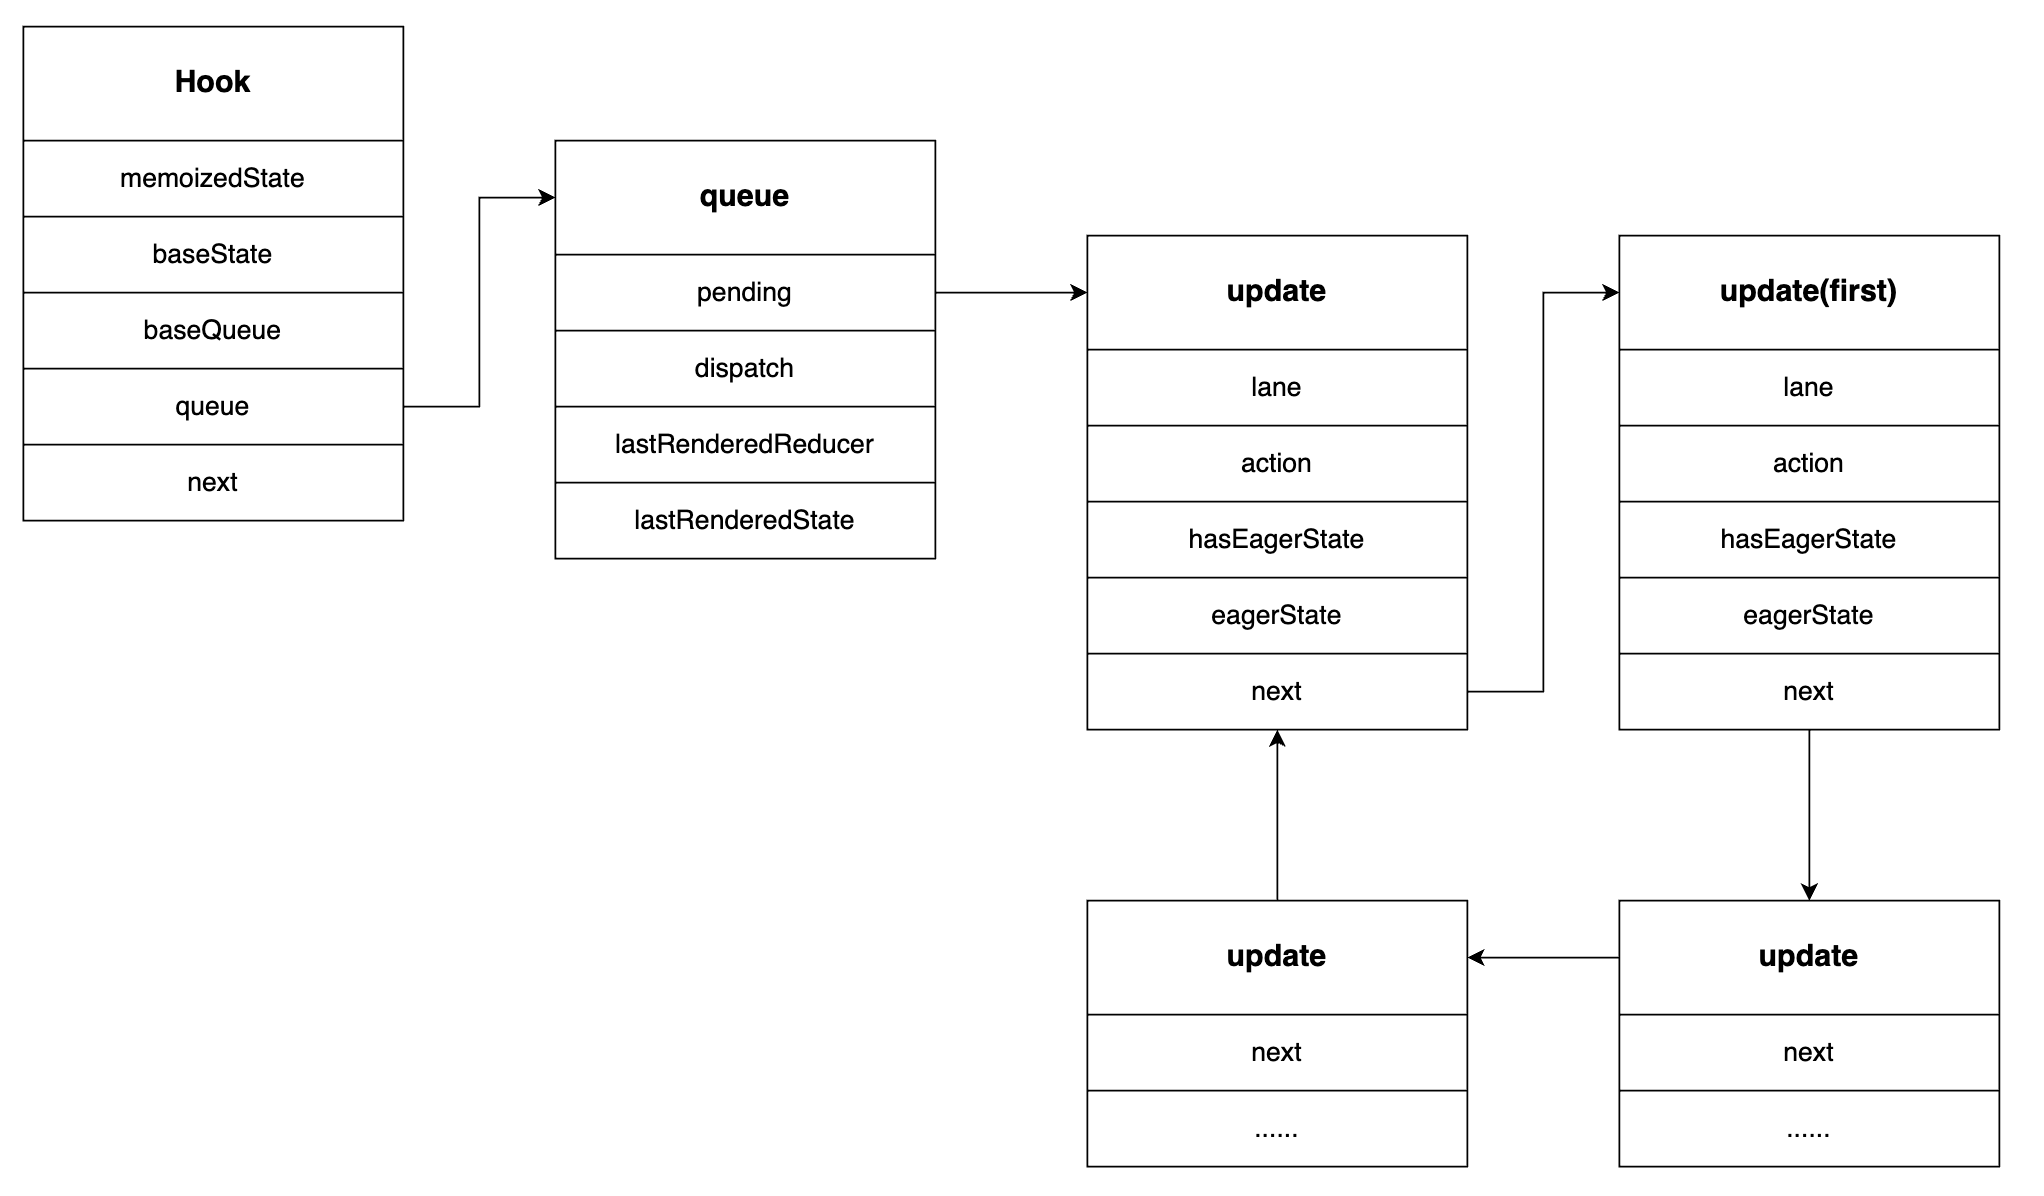 Hook
memoizedState
baseState
baseQueue
queue
next
queue
pending
dispatch
lastRenderedReducer
lastRenderedState
update
lane
action
hasEagerState
eagerState
next
update(first)
lane
action
hasEagerState
eagerState
next
update
next
......
update
next
......